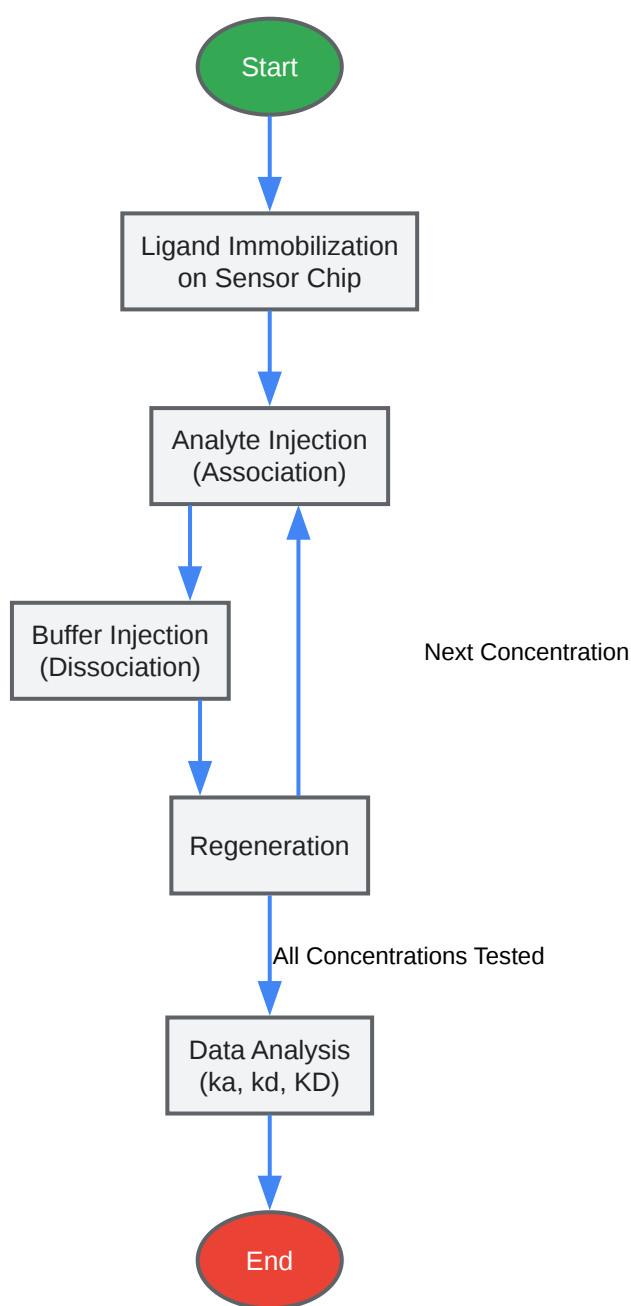 Start
Ligand Immobilization
on Sensor Chip
Analyte Injection
(Association)
Buffer Injection
(Dissociation)
Next Concentration
Regeneration
All Concentrations Tested
Data Analysis
(ka, kd, KD)
End